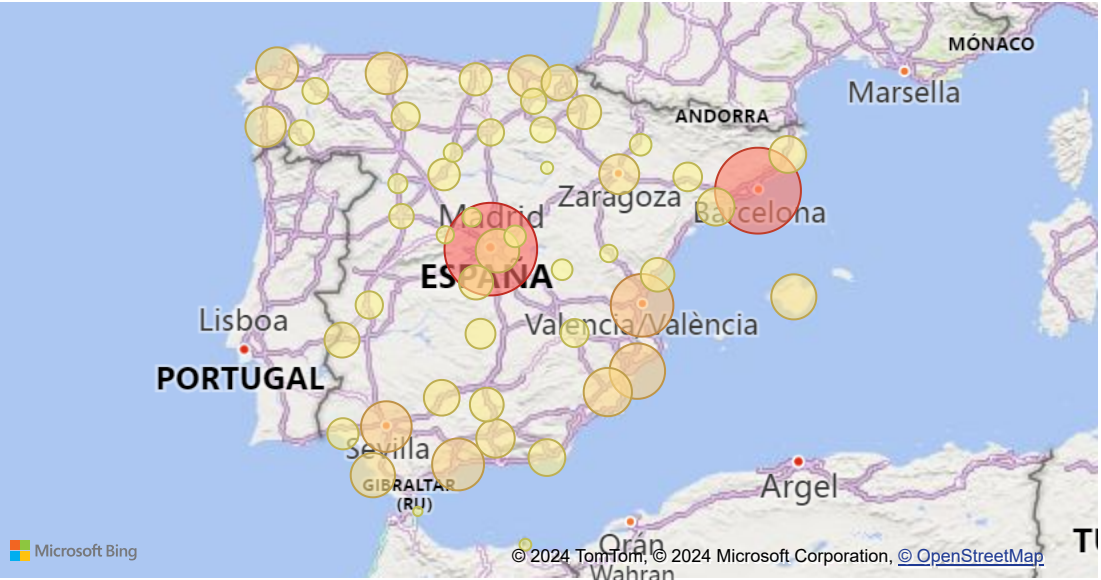 MÓNACO
Marsella
ANDORRA
Zaragoza
Barcelona
Madrid
ESPAÑA
Lisboa
Valencia/València
PORTUGAL
Sevilla
GIBRALTAR
(RU)
Argel
Orán
Wahran
TU
Microsoft Bing
© 2024 TomTom, © 2024 Microsoft Corporation, © OpenStreetMap